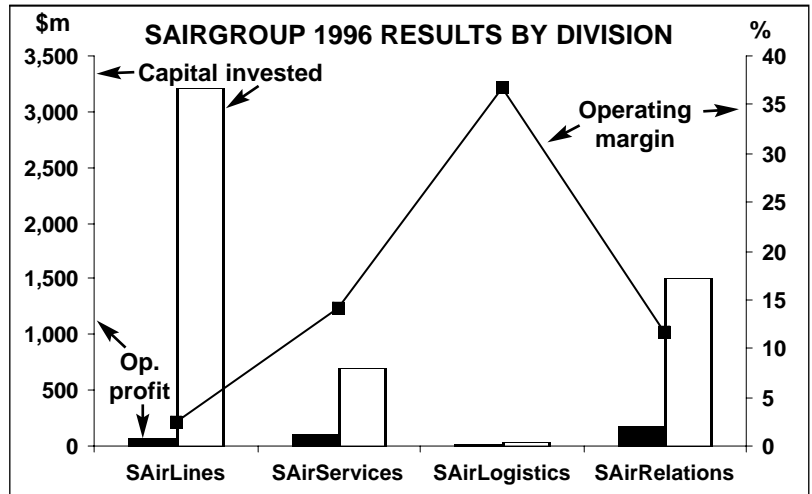 SAIRGROUP 1996 RESULTS BY DIVISION
$m
%
3,500
3,000
2,500
2,000
1,500
1,000
500
0
Capital invested
Op.
profit
Operating
margin
40
35
30
25
20
15
10
5
0
SAirLines
SAirServices
SAirLogistics
SAirRelations